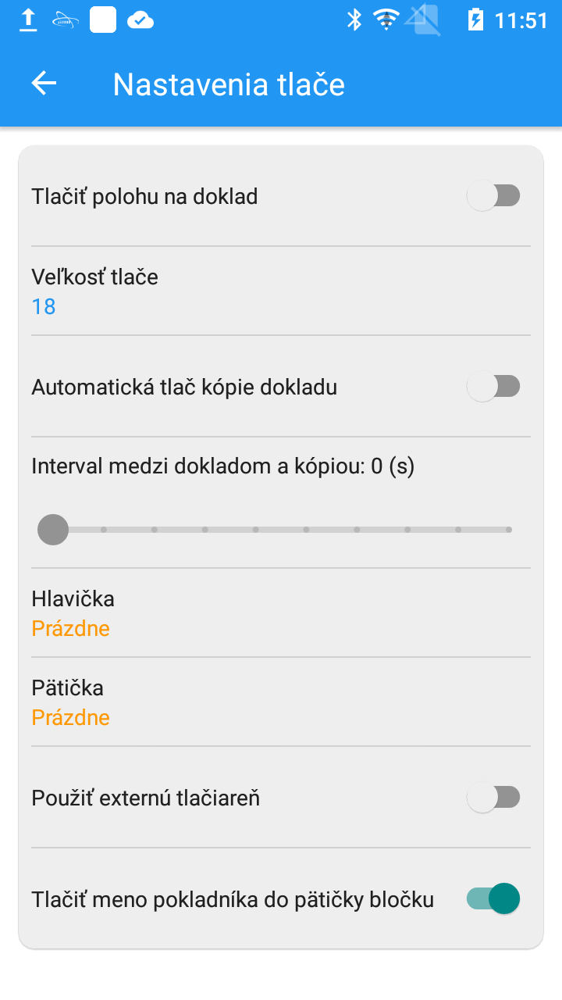 11:51
Nastavenia tlače
Tlačiť polohu na doklad
Veľkosť tlače
18
Automatická tlač kópie dokladu
Interval medzi dokladom a kópiou: 0 (s)
Hlavička
Prázdne
Pätička
Prázdne
Použiť externú tlačiareň
Tlačiť meno pokladníka do pätičky bločku